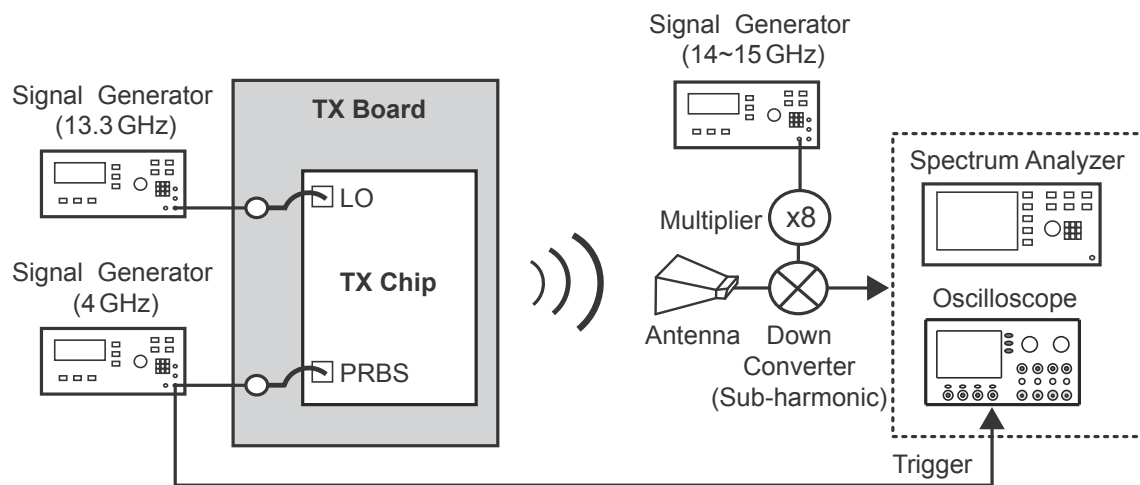 Signal Generator
(13.3 GHz)
Signal Generator
(4 GHz)
TX Board
LO
TX Chip
PRBS
Signal Generator
(14~15 GHz)
Multiplier
x8
Antenna
Down
Converter
(Sub-harmonic)
Spectrum Analyzer
Oscilloscope
Trigger